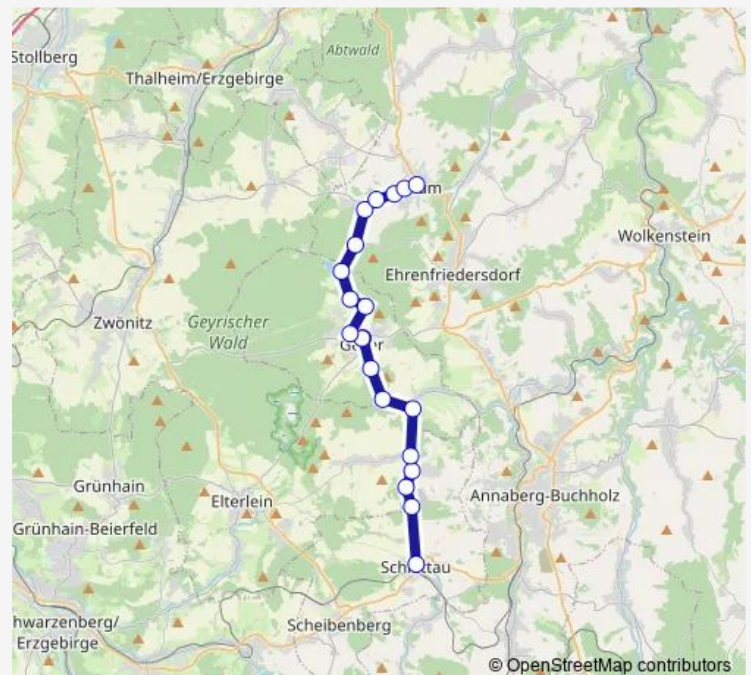 Stollberg
Abtwald
Thalheim/Erzgebirge
Wolkenstein
Ehrenfriedersdorf
Zwönitz
Geyrischer
Wald
Grünhain
Annaberg-Buchholz
Elterlein
Grünhain-Beierfeld
hwarzenberg/
Erzgebirge
Scheibenberg
© OpenStreetMap contributors